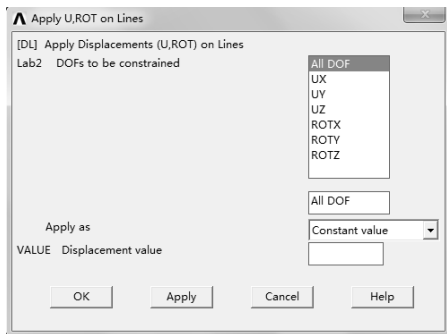 Apply U,ROT on Lines
[DL] Apply Displacements (U,ROT) on Lines
Lab2 DOFs to be constrained
All DOF
UX
UY
UZ
ROTX
ROTY
ROTZ
All DOF
Apply as
Constant value
VALUE Displacement value
OK
Apply
Cancel
Help